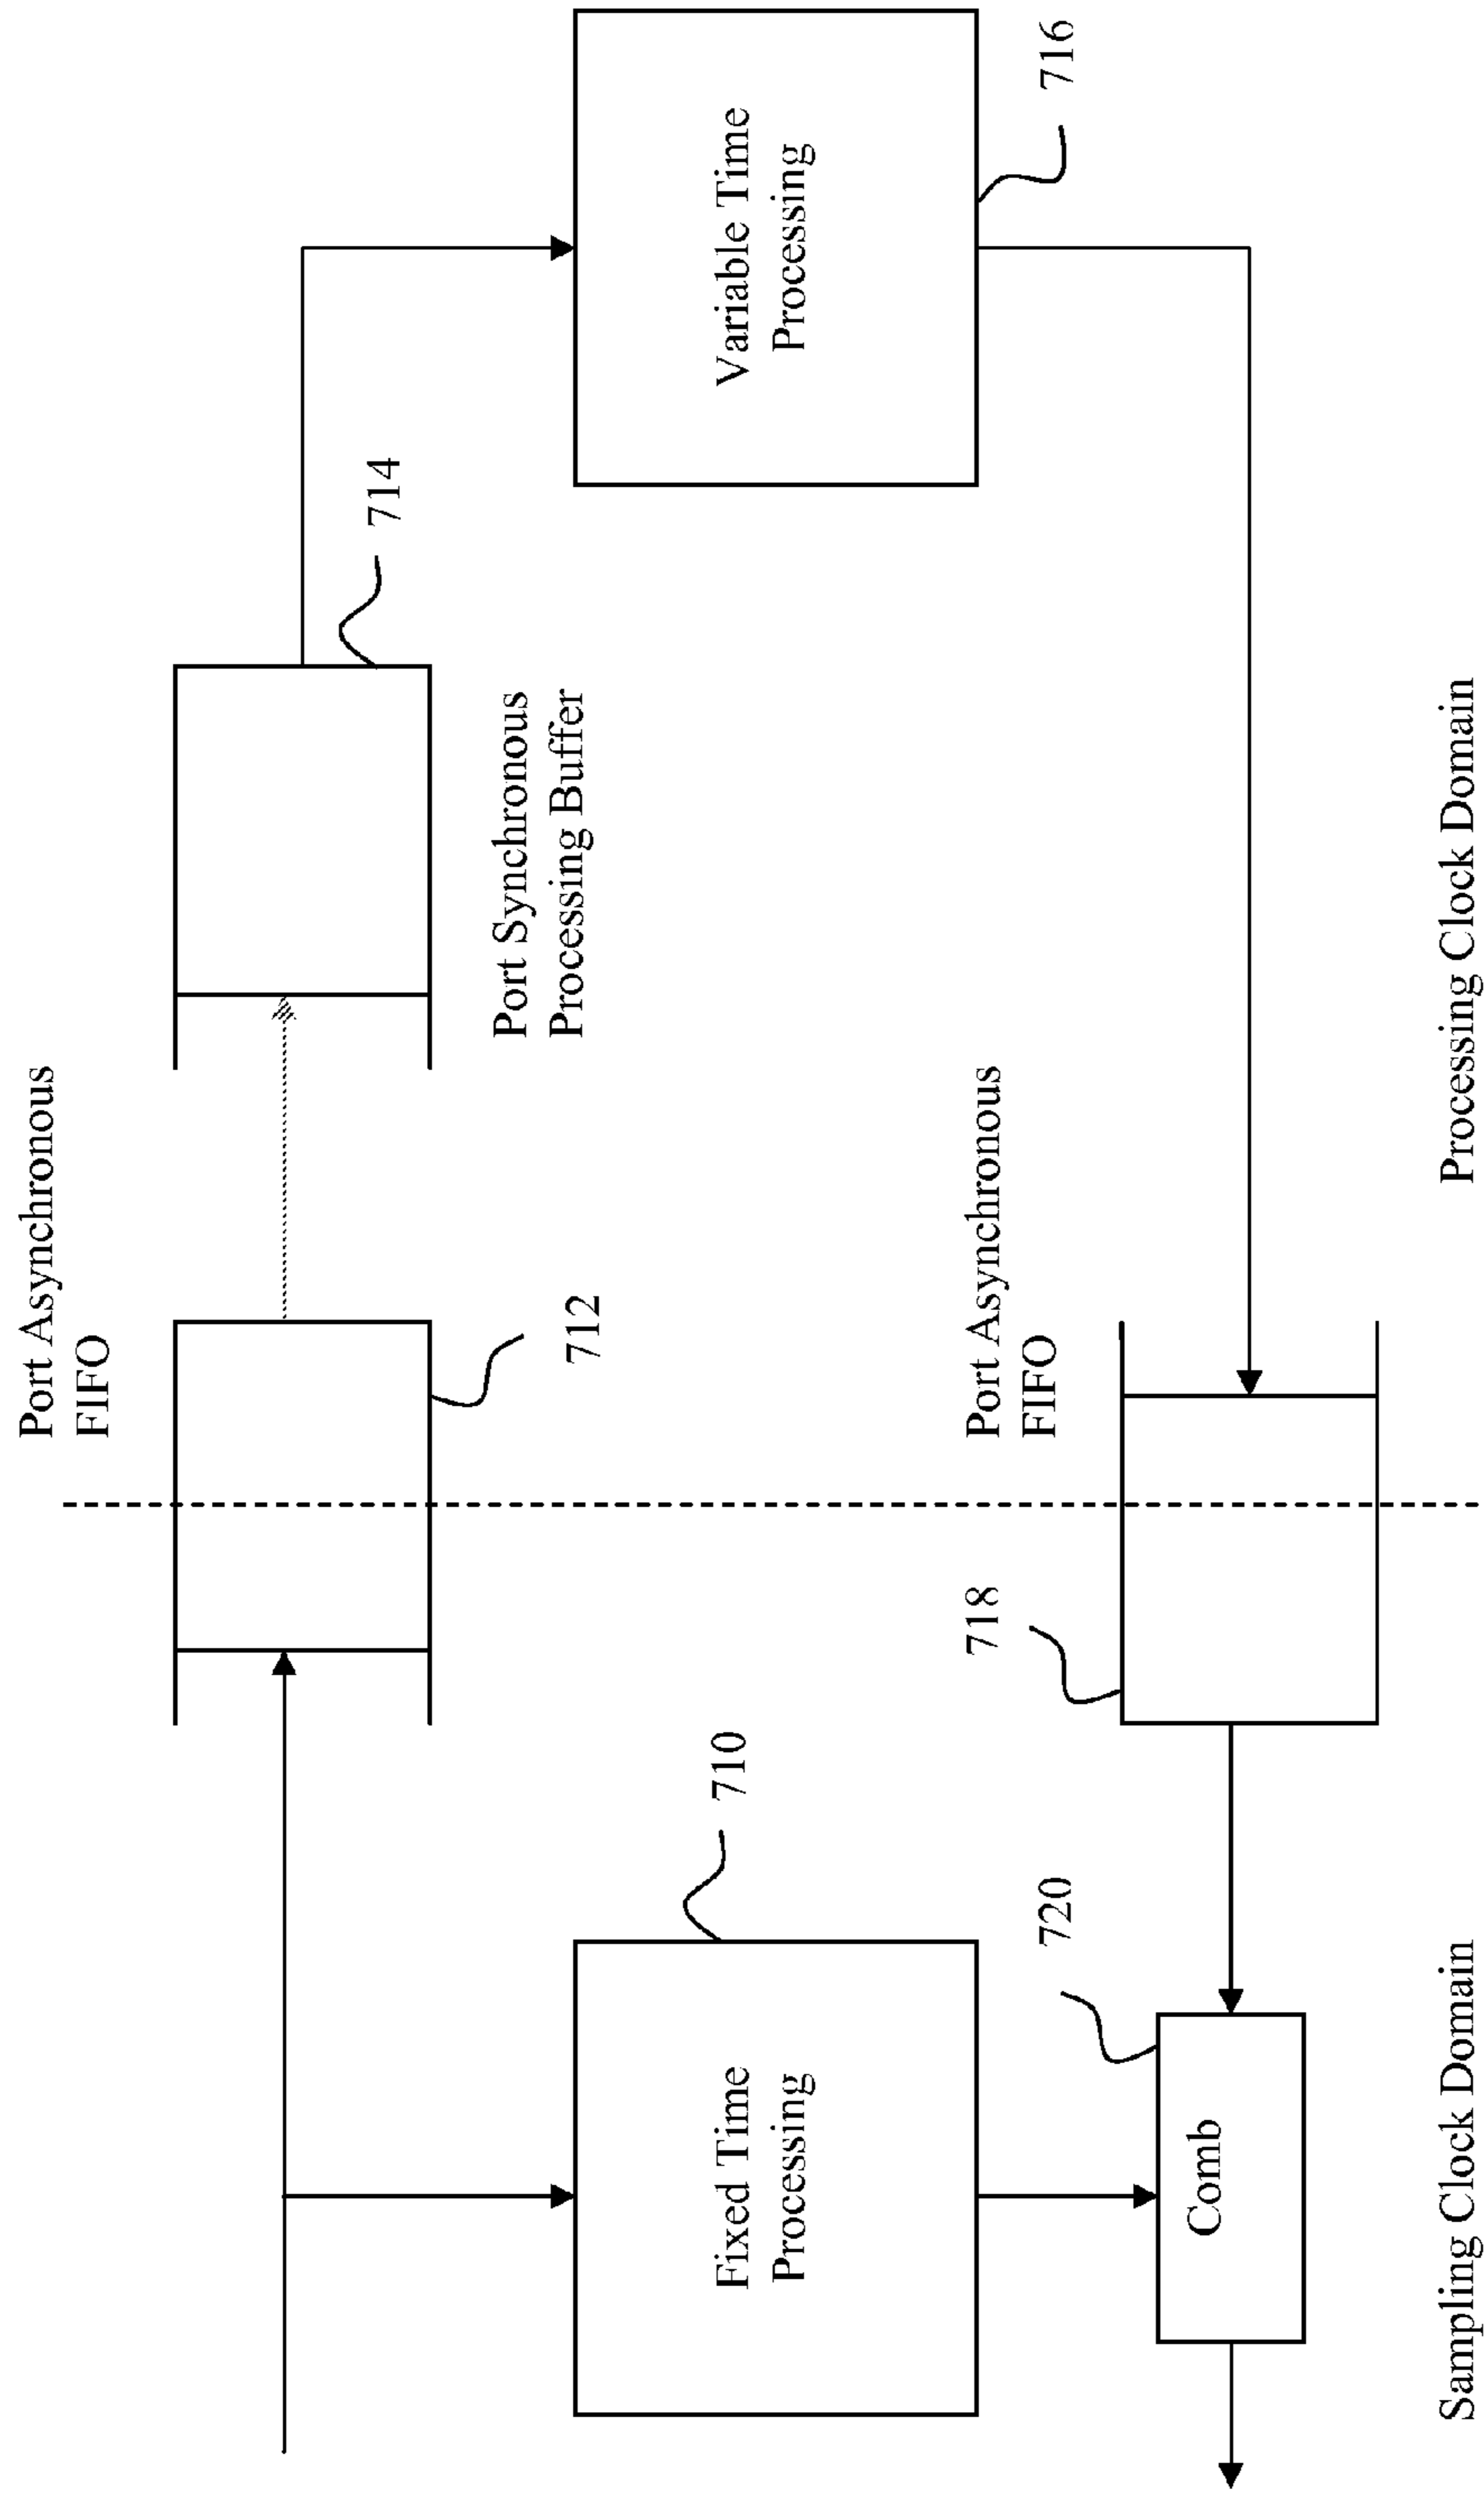 Port Asynchronous
FIFO
712
714
Port Synchronous
Processing Buffer
Fixed Time
Processing
710
Variable Time
Processing
716
Port Asynchronous
FIFO
718
720
Comb
Sampling Clock Domain
Processing Clock Domain